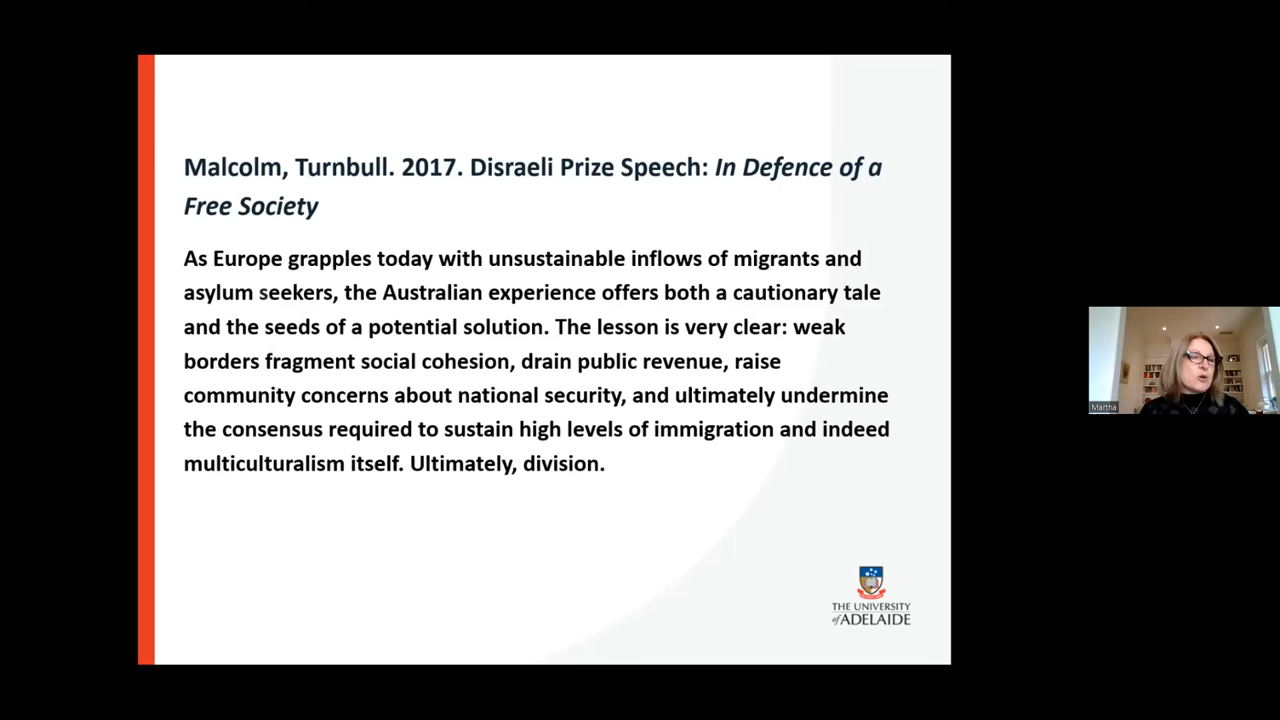 Malcolm, Turnbull. 2017. Disraeli Prize Speech: In Defence of a
Free Society
As Europe grapples today with unsustainable inflows of migrants and
asylum seekers, the Australian experience offers both a cautionary tale
and the seeds of a potential solution. The lesson is very clear: weak
borders fragment social cohesion, drain public revenue, raise
community concerns about national security, and ultimately undermine
the consensus required to sustain high levels of immigration and indeed
multiculturalism itself. Ultimately, division.
THE UNIVERSITY
of ADELAIDE
Martha